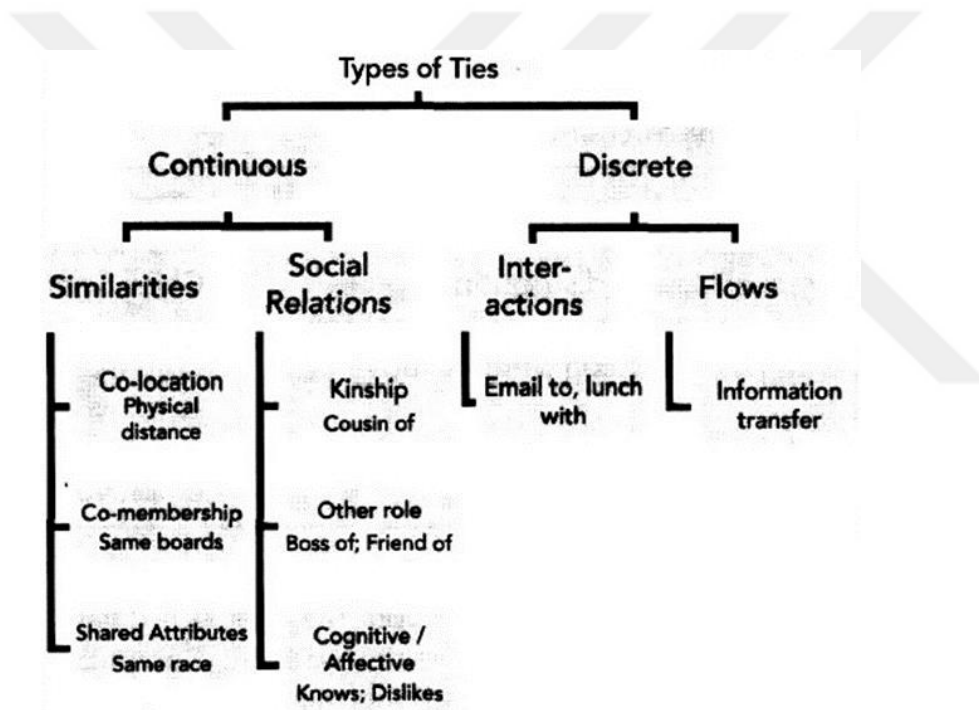 Types of Ties
Continuous
Discrete
Similarities
Social
Relations
Inter-
actions
Flows
Co-location
Physical
distance
Co-membership
Same boards
Shared Attributes
Same race
Kinship
Cousin of
Other role
Boss of; Friend of
Cognitive /
Affective
Knows; Dislikes
Email to, lunch
with
Information
transfer